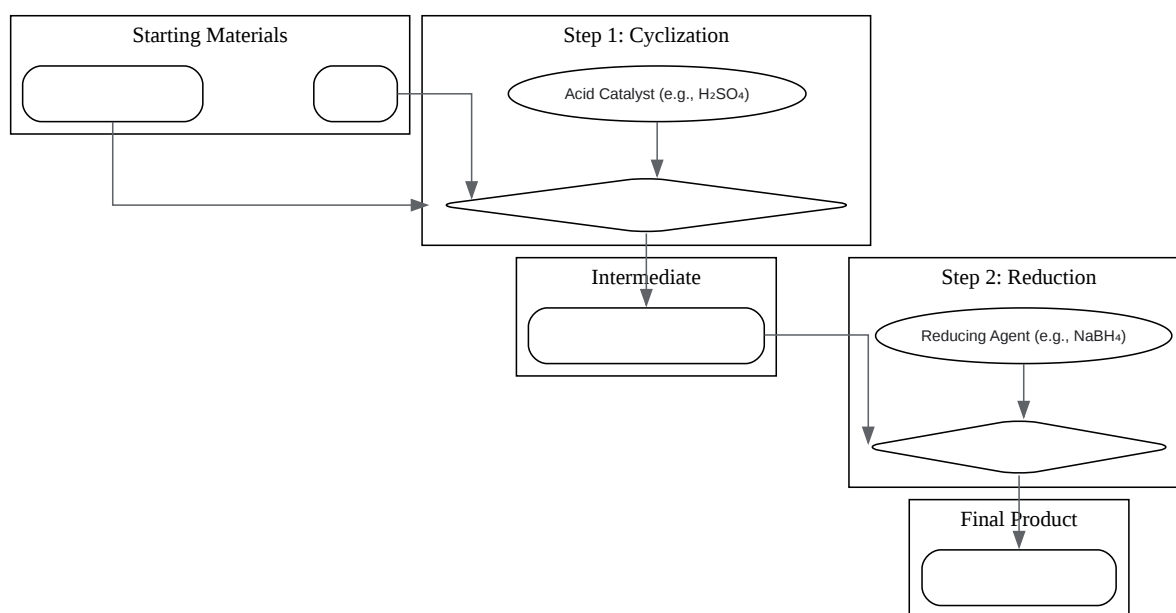 Starting Materials
Step 1: Cyclization
Acid Catalyst (e.g., H₂SO₄)
Intermediate
Step 2: Reduction
Reducing Agent (e.g., NaBH₄)
Final Product